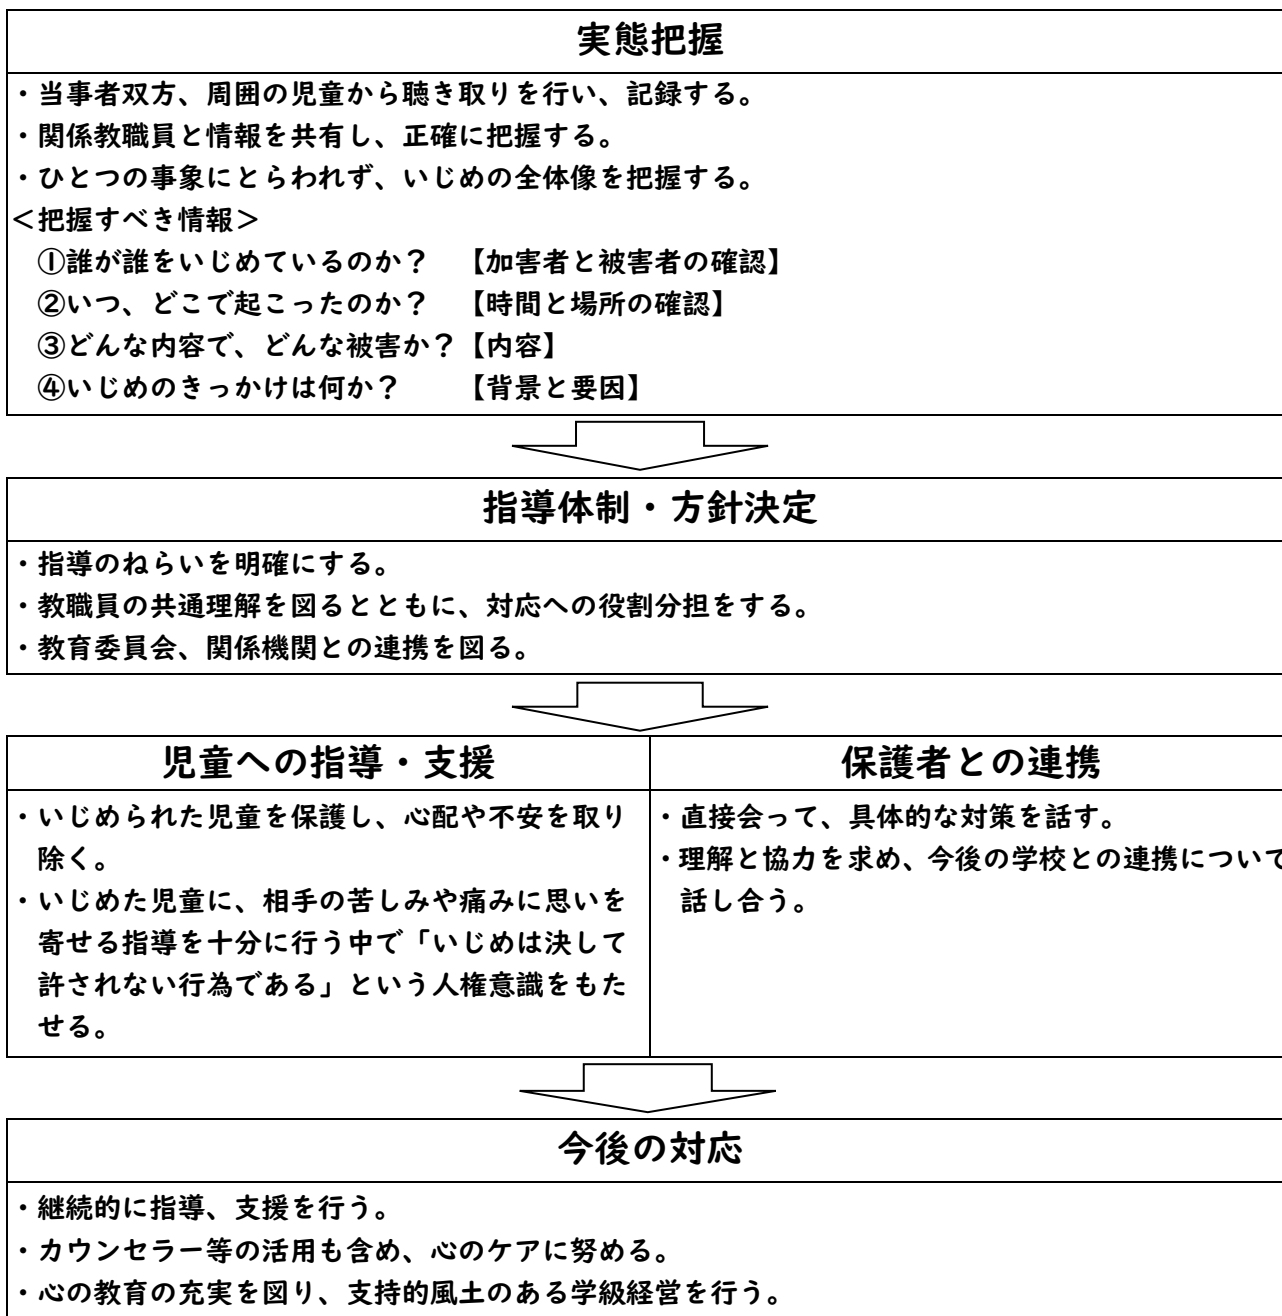 実態把握
・当事者双方、周囲の児童から聴き取りを行い、記録する。
・関係教職員と情報を共有し、正確に把握する。
・ひとつの事象にとらわれず、いじめの全体像を把握する。
＜把握すべき情報＞
①誰が誰をいじめているのか？　【加害者と被害者の確認】
②いつ、どこで起こったのか？　【時間と場所の確認】
③どんな内容で、どんな被害か？【内容】
④いじめのきっかけは何か？　　【背景と要因】
指導体制・方針決定
・指導のねらいを明確にする。
・教職員の共通理解を図るとともに、対応への役割分担をする。
・教育委員会、関係機関との連携を図る。
児童への指導・支援
・いじめられた児童を保護し、心配や不安を取り
除く。
・いじめた児童に、相手の苦しみや痛みに思いを
寄せる指導を十分に行う中で「いじめは決して
許されない行為である」という人権意識をもた
せる。
保護者との連携
・直接会って、具体的な対策を話す。
・理解と協力を求め、今後の学校との連携について
話し合う。
今後の対応
・継続的に指導、支援を行う。
・カウンセラー等の活用も含め、心のケアに努める。
・心の教育の充実を図り、支持的風土のある学級経営を行う。